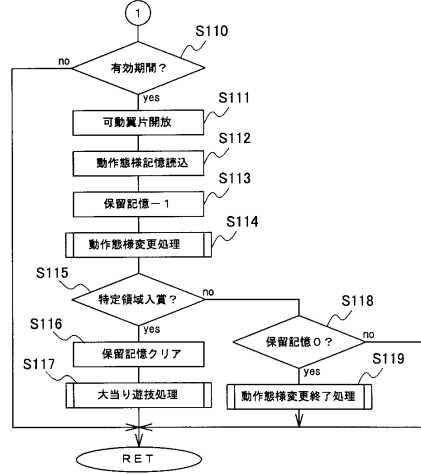 1
S110
no
有効期間?
yes
S111
可動翼片開放
S112
動作態様記憶読込
S113
保留記憶-1
S114
動作態様変更処理
S115
特定領域入賞?
no
yes
S116
保留記憶クリア
S117
大当り遊技処理
S118
保留記憶0?
no
yes
S119
動作態様変更終了処理
RET